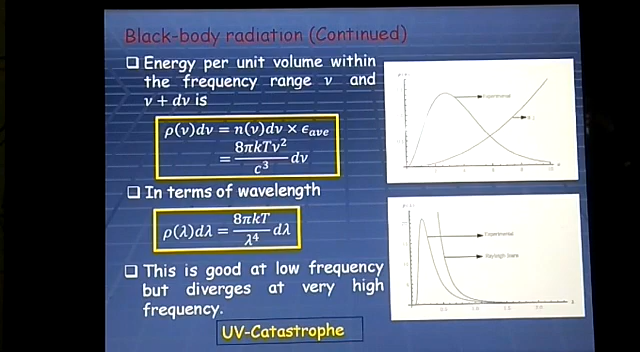 Black-body radiation (Continued)
❑ Energy per unit volume within
the frequency range ν and
ν + dν is
ρ(ν)dν = n(ν)dν × ϵ_ave
= 8πkTν² / c³ dν
❑ In terms of wavelength
ρ(λ)dλ = 8πkT / λ⁴ dλ
❑ This is good at low frequency
but diverges at very high
frequency.
UV-Catastrophe
Experimental
Experimental
Rayleigh Jeans